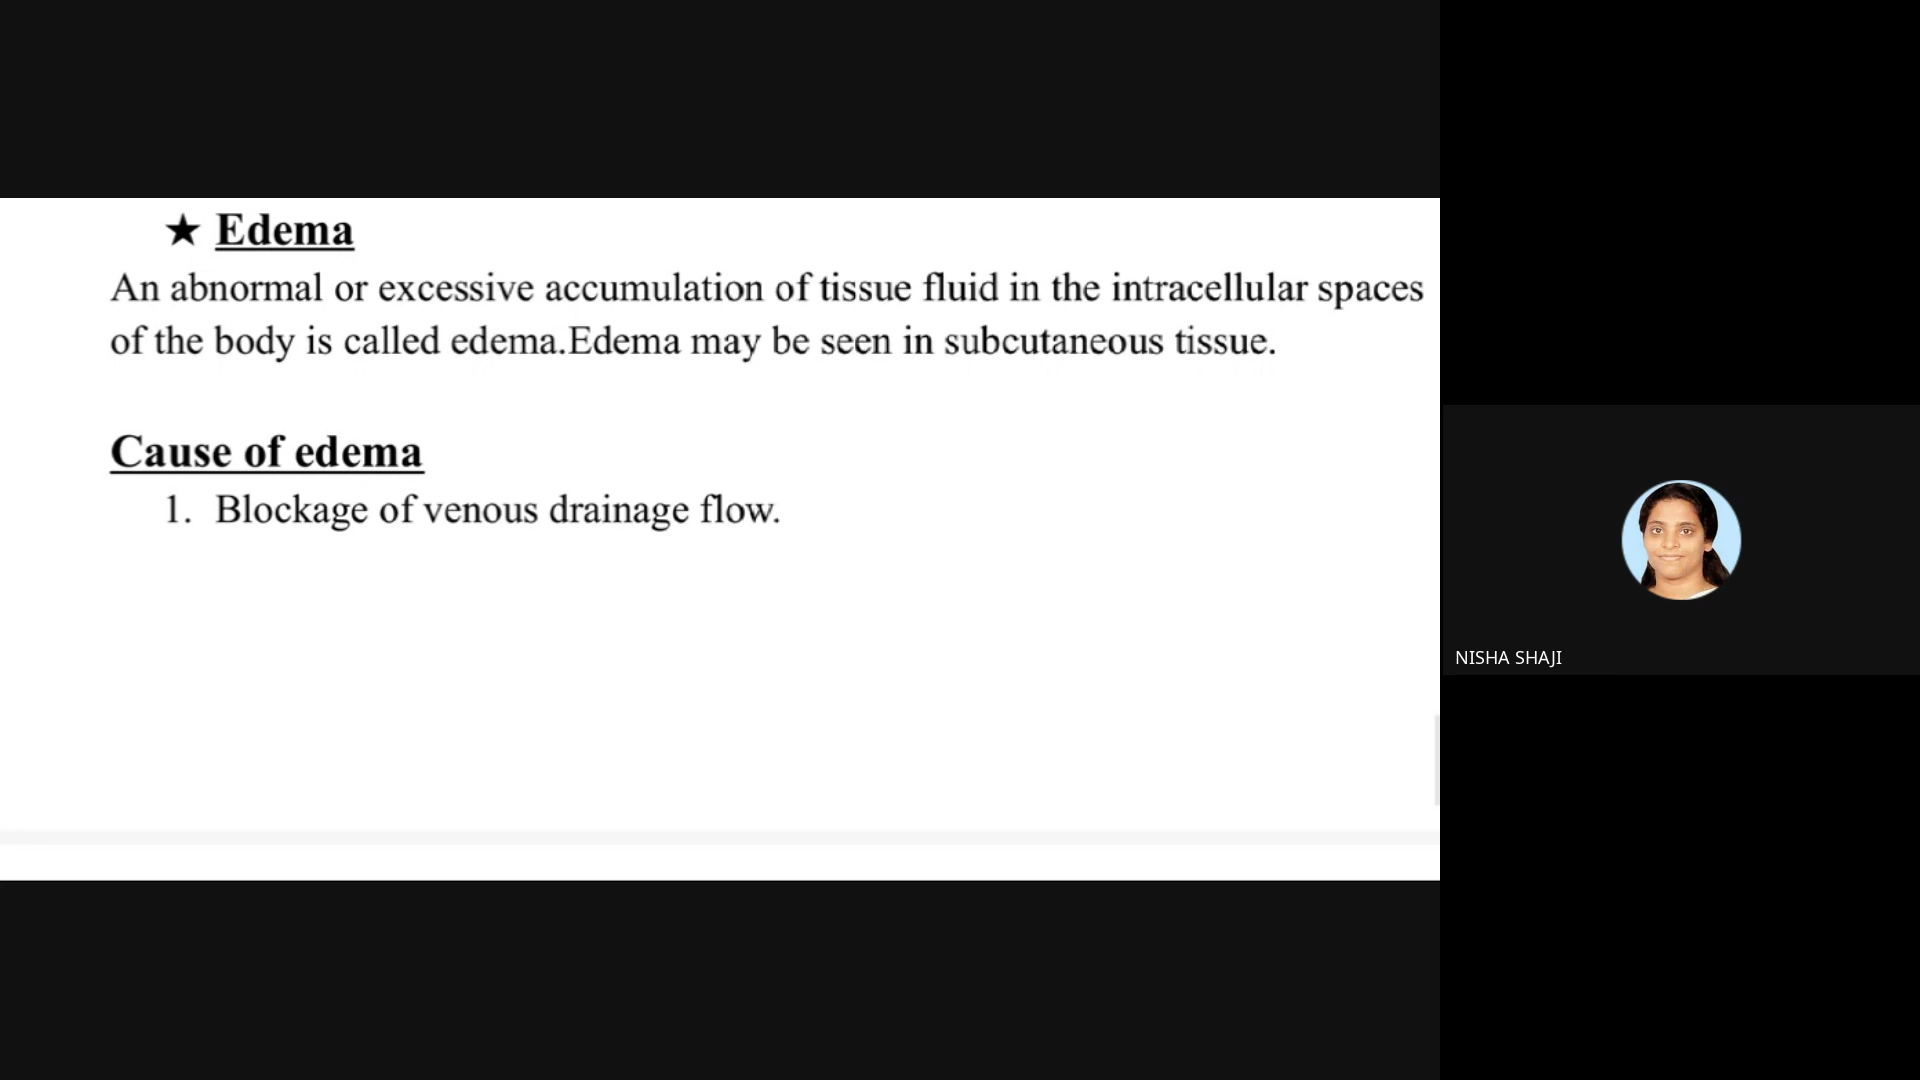 ★ Edema
An abnormal or excessive accumulation of tissue fluid in the intracellular spaces
of the body is called edema.Edema may be seen in subcutaneous tissue.
Cause of edema
1. Blockage of venous drainage flow.
NISHA SHAJI